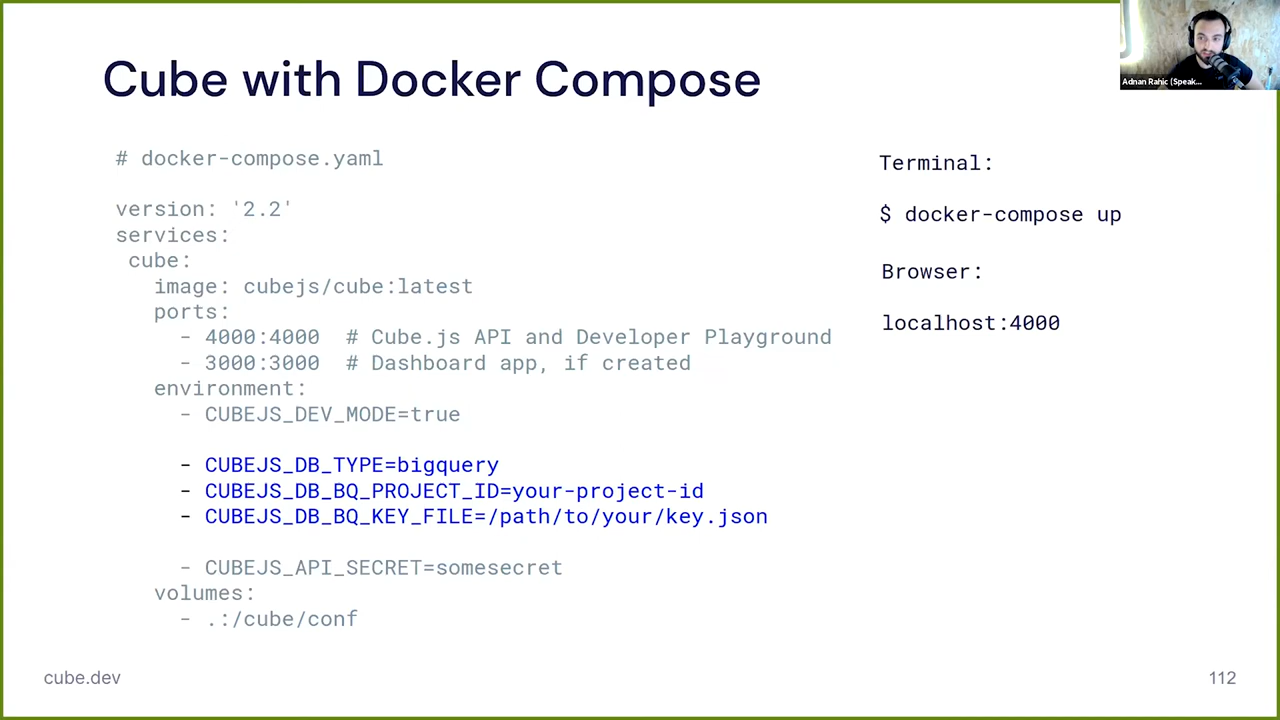 Cube with Docker Compose
Adnan Rahic (Speak...
# docker-compose.yaml
version: '2.2'
services:
cube:
image: cubejs/cube:latest
ports:
- 4000:4000 # Cube.js API and Developer Playground
- 3000:3000 # Dashboard app, if created
environment:
- CUBEJS_DEV_MODE=true
- CUBEJS_DB_TYPE=bigquery
- CUBEJS_DB_BQ_PROJECT_ID=your-project-id
- CUBEJS_DB_BQ_KEY_FILE=/path/to/your/key.json
- CUBEJS_API_SECRET=somesecret
volumes:
- .:/cube/conf
Terminal:
$ docker-compose up
Browser:
localhost:4000
cube.dev
112